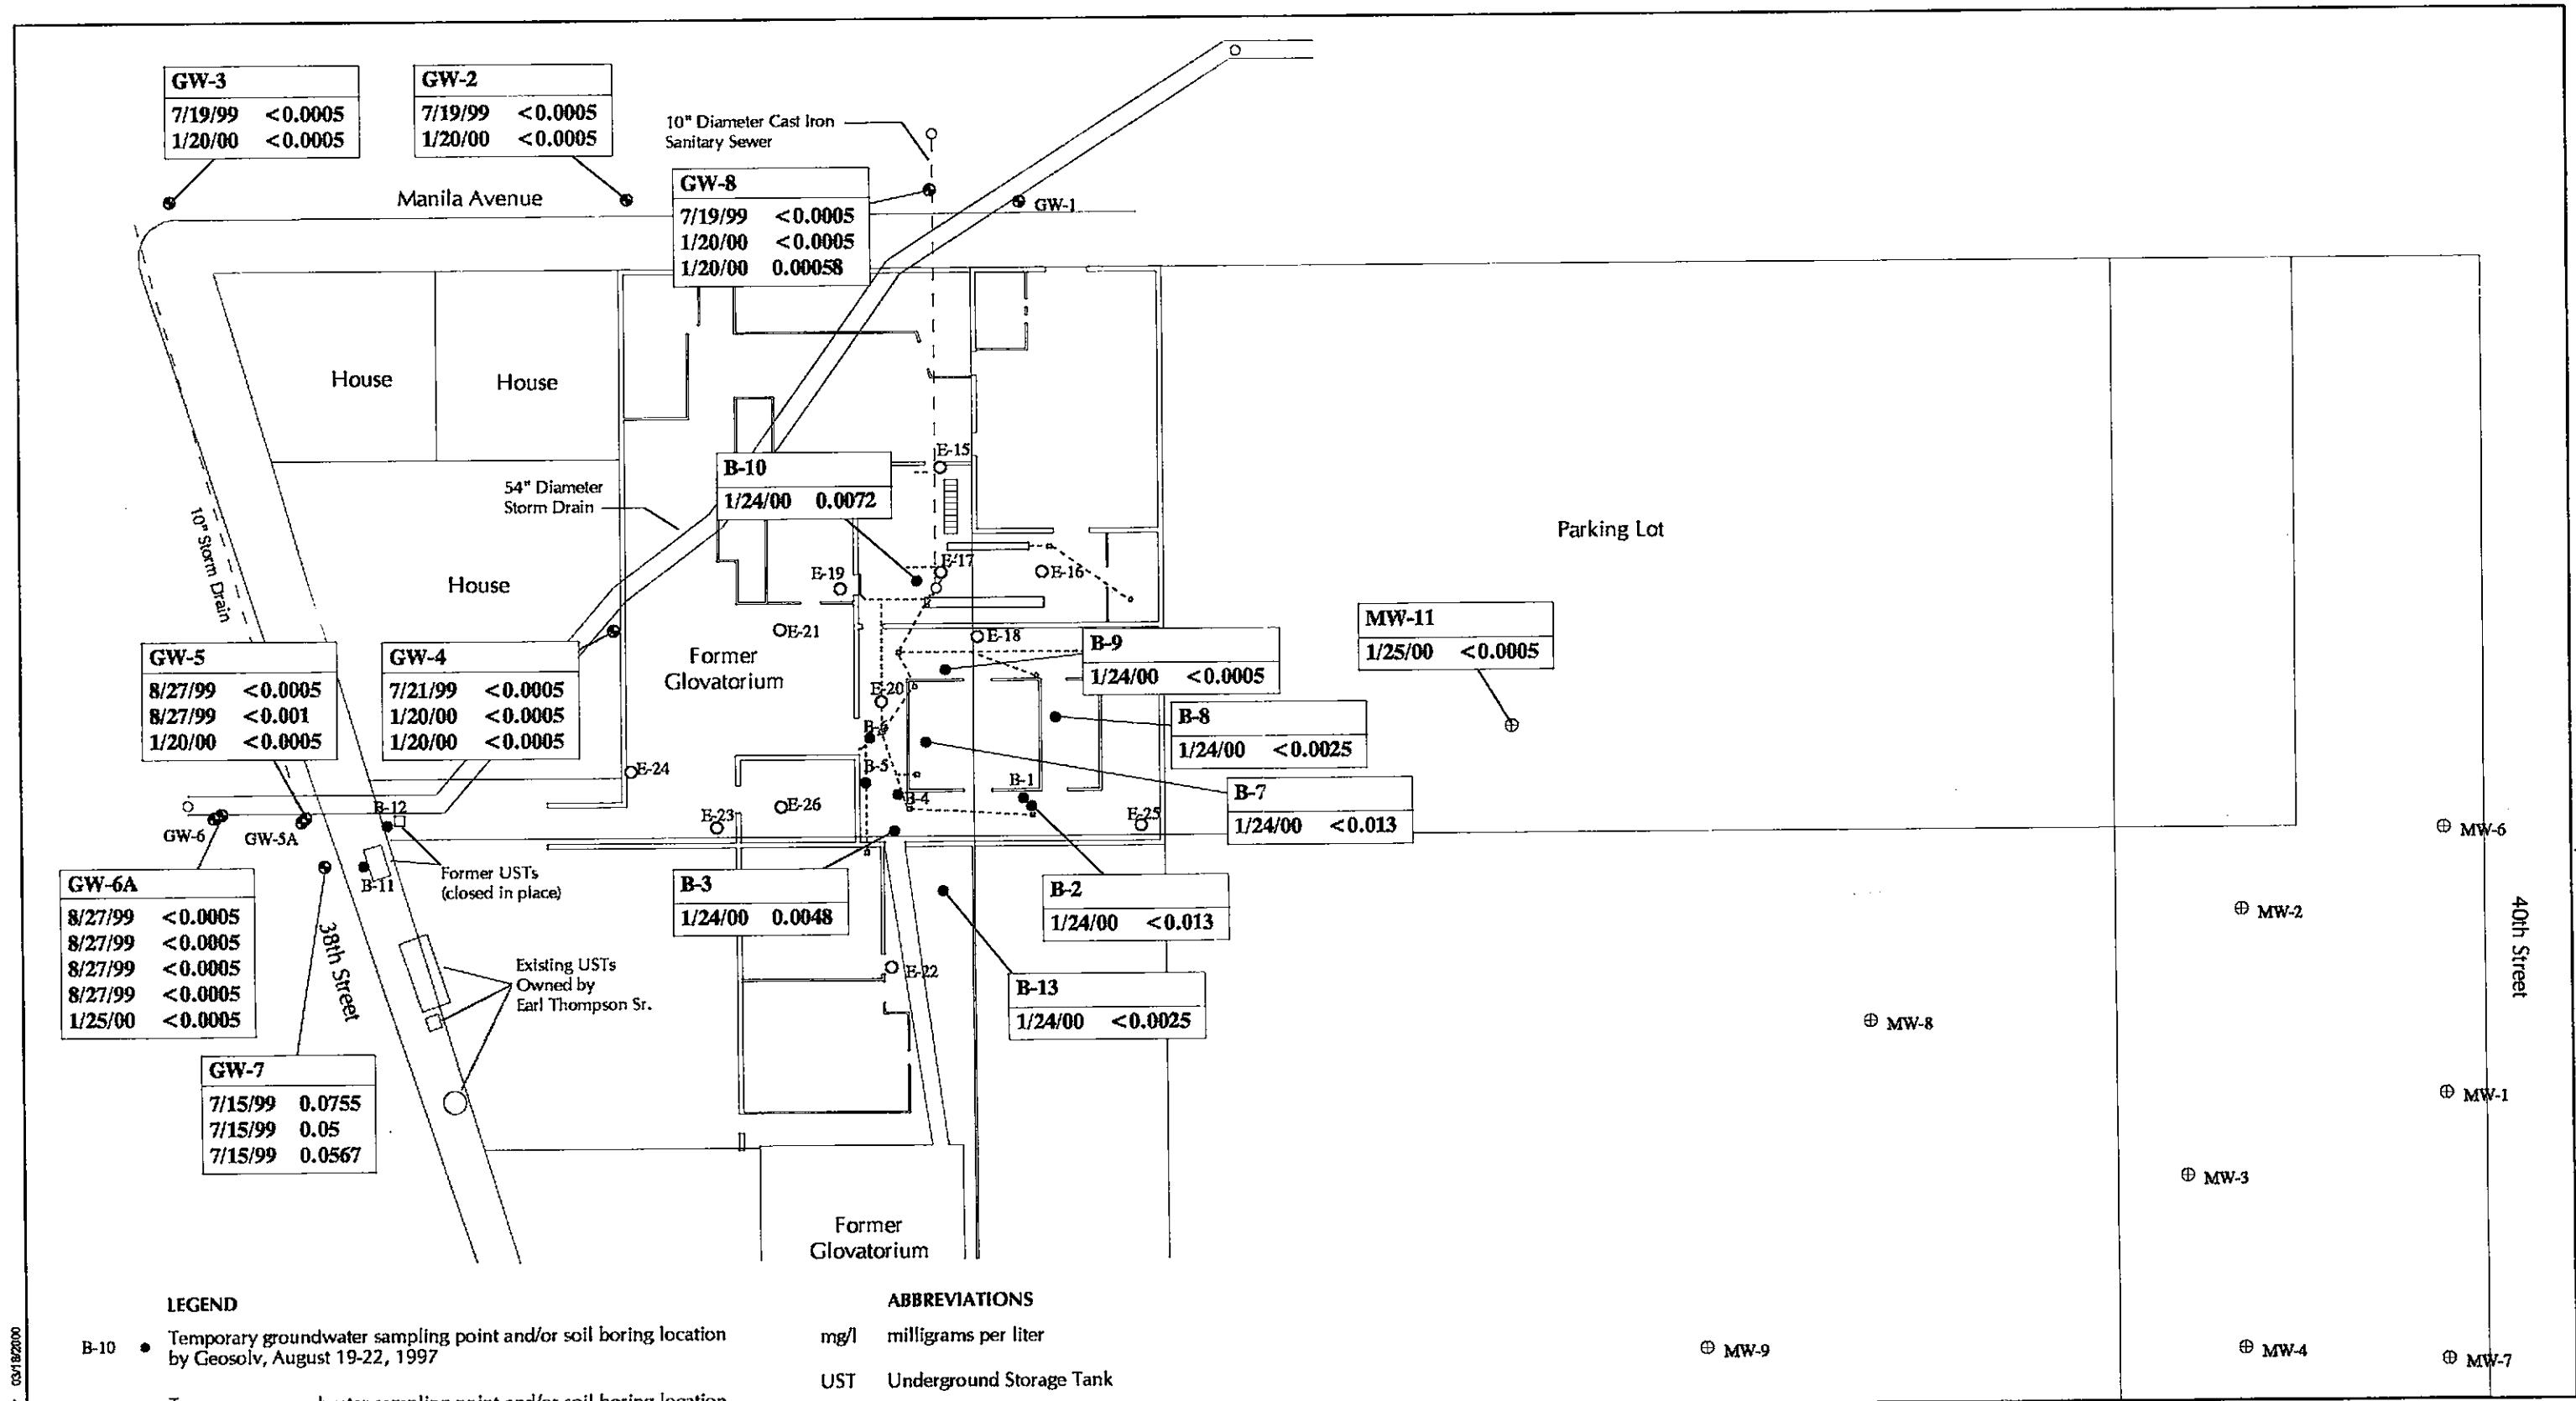 GW-3
7/19/99 <0.0005
1/20/00 <0.0005
GW-2
7/19/99 <0.0005
1/20/00 <0.0005
10" Diameter Cast Iron
Sanitary Sewer
GW-8
7/19/99 <0.0005
1/20/00 <0.0005
1/20/00 0.00058
Manila Avenue
GW-1
House
House
House
10" Storm Drain
54" Diameter
Storm Drain
B-10
1/24/00 0.0072
E-15
E-17
E-16
E-19
E-21
E-18
Former
Glovatorium
Parking Lot
MW-11
1/25/00 <0.0005
B-9
1/24/00 <0.0005
GW-5
8/27/99 <0.0005
8/27/99 <0.001
1/20/00 <0.0005
GW-4
7/21/99 <0.0005
1/20/00 <0.0005
1/20/00 <0.0005
E-20
B-6
B-8
1/24/00 <0.0025
E-24
B-5
B-4
B-1
B-7
1/24/00 <0.013
E-26
E-23
E-25
B-12
GW-6
GW-5A
MW-6
B-11
Former USTs
(closed in place)
GW-6A
8/27/99 <0.0005
8/27/99 <0.0005
8/27/99 <0.0005
8/27/99 <0.0005
1/25/00 <0.0005
B-3
1/24/00 0.0048
B-2
1/24/00 <0.013
MW-2
40th Street
38th Street
Existing USTs
Owned by
Earl Thompson Sr.
E-22
B-13
1/24/00 <0.0025
MW-8
GW-7
7/15/99 0.0755
7/15/99 0.05
7/15/99 0.0567
MW-1
MW-3
Former
Glovatorium
MW-9
MW-4
MW-7
LEGEND
B-10 Temporary groundwater sampling point and/or soil boring location
by Geosolv, August 19-22, 1997
ABBREVIATIONS
mg/l milligrams per liter
UST Underground Storage Tank
03/18/2000